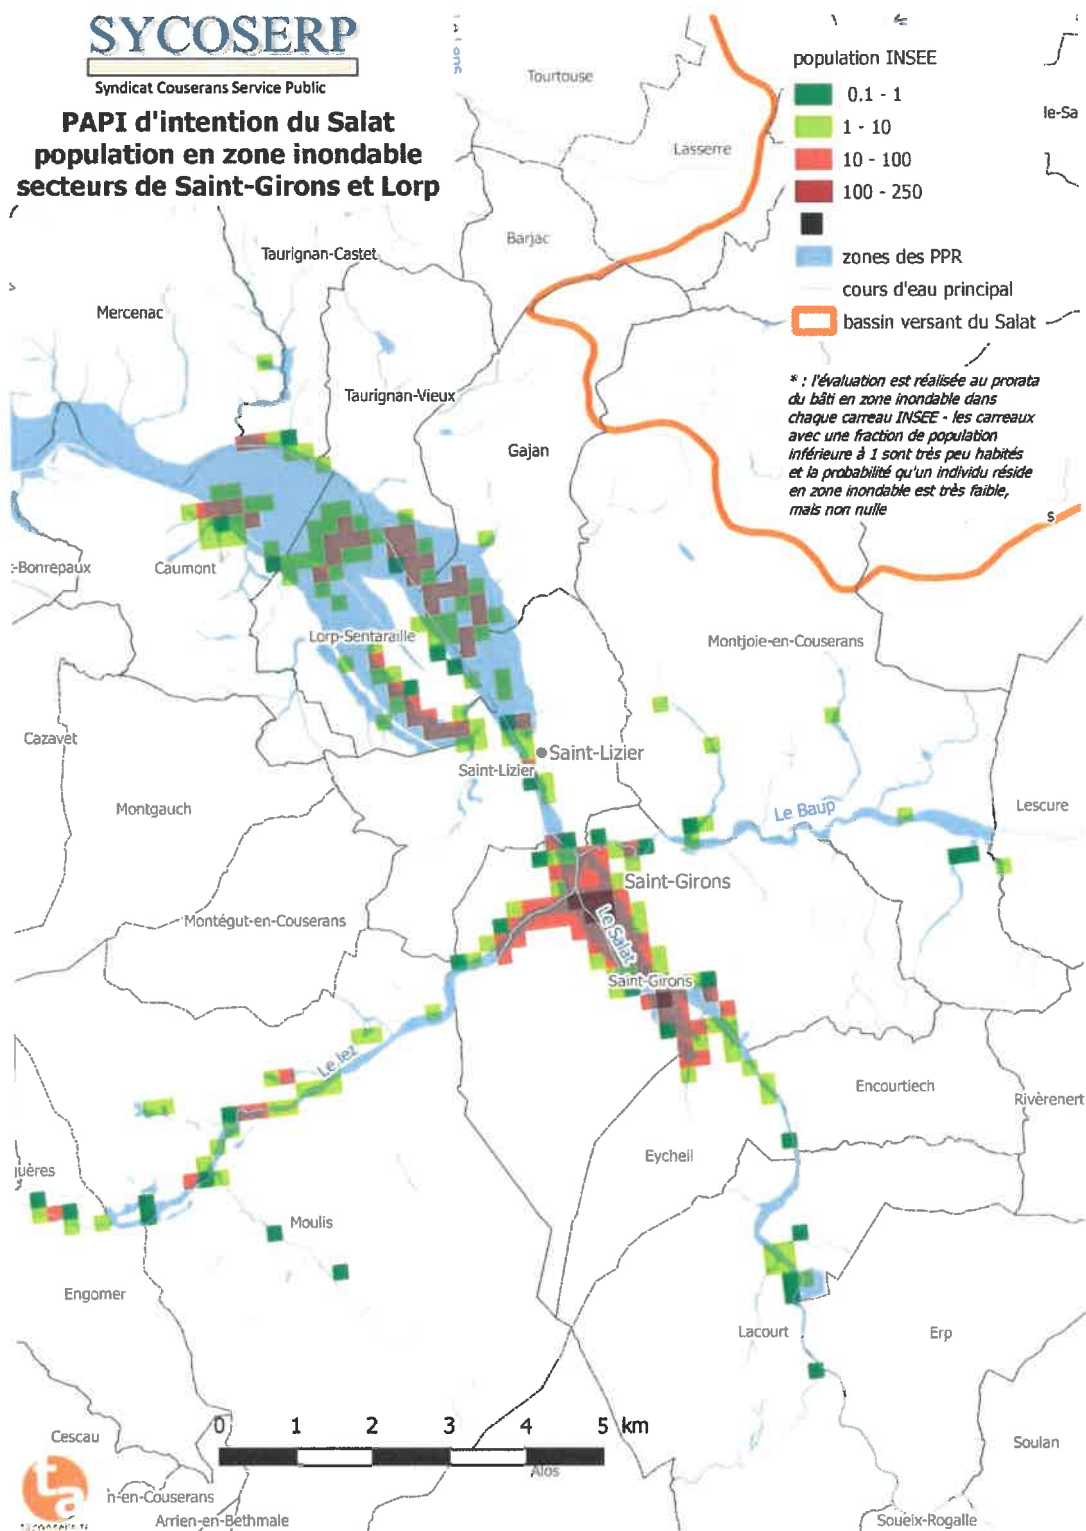 SYCOSERP
Syndicat Couserans Service Public
PAPI d'intention du Salat
population en zone inondable
secteurs de Saint-Girons et Lorp
population INSEE
0.1 - 1
1 - 10
10 - 100
100 - 250
zones des PPR
cours d'eau principal
bassin versant du Salat
* : l'évaluation est réalisée au prorata
du bâti en zone inondable dans
chaque carreau INSEE - les carreaux
avec une fraction de population
inférieure à 1 sont très peu habités
et la probabilité qu'un individu réside
en zone inondable est très faible,
mais non nulle
Tourtouse
Lasserre
le-Sa
Barjac
Taurignan-Castet
Mercenac
Taurignan-Vieux
Gajan
s
-Bonrepaux
Caumont
Lorp-Sentaraille
Montjoie-en-Couserans
Cazavet
Saint-Lizier
Saint-Lizier
Montgauch
Le Baup
Lescure
Saint-Girons
Montégut-en-Couserans
Le Salat
Saint-Girons
Le lez
Encourtiech
Rivèrenert
Eycheil
uères
Moulis
Engomer
Lacourt
Erp
0 1 2 3 4 5 km
Cescau
Soulan
Alos
ta
n-en-Couserans
Arrien-en-Bethmale
Soueix-Rogalle